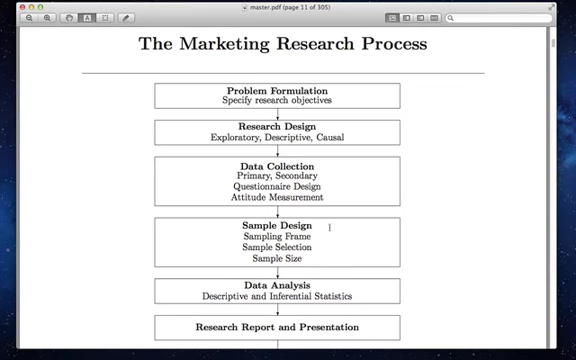 master.pdf (page 11 of 305)
The Marketing Research Process
Problem Formulation
Specify research objectives
Research Design
Exploratory, Descriptive, Causal
Data Collection
Primary, Secondary
Questionnaire Design
Attitude Measurement
Sample Design
Sampling Frame
Sample Selection
Sample Size
Data Analysis
Descriptive and Inferential Statistics
Research Report and Presentation